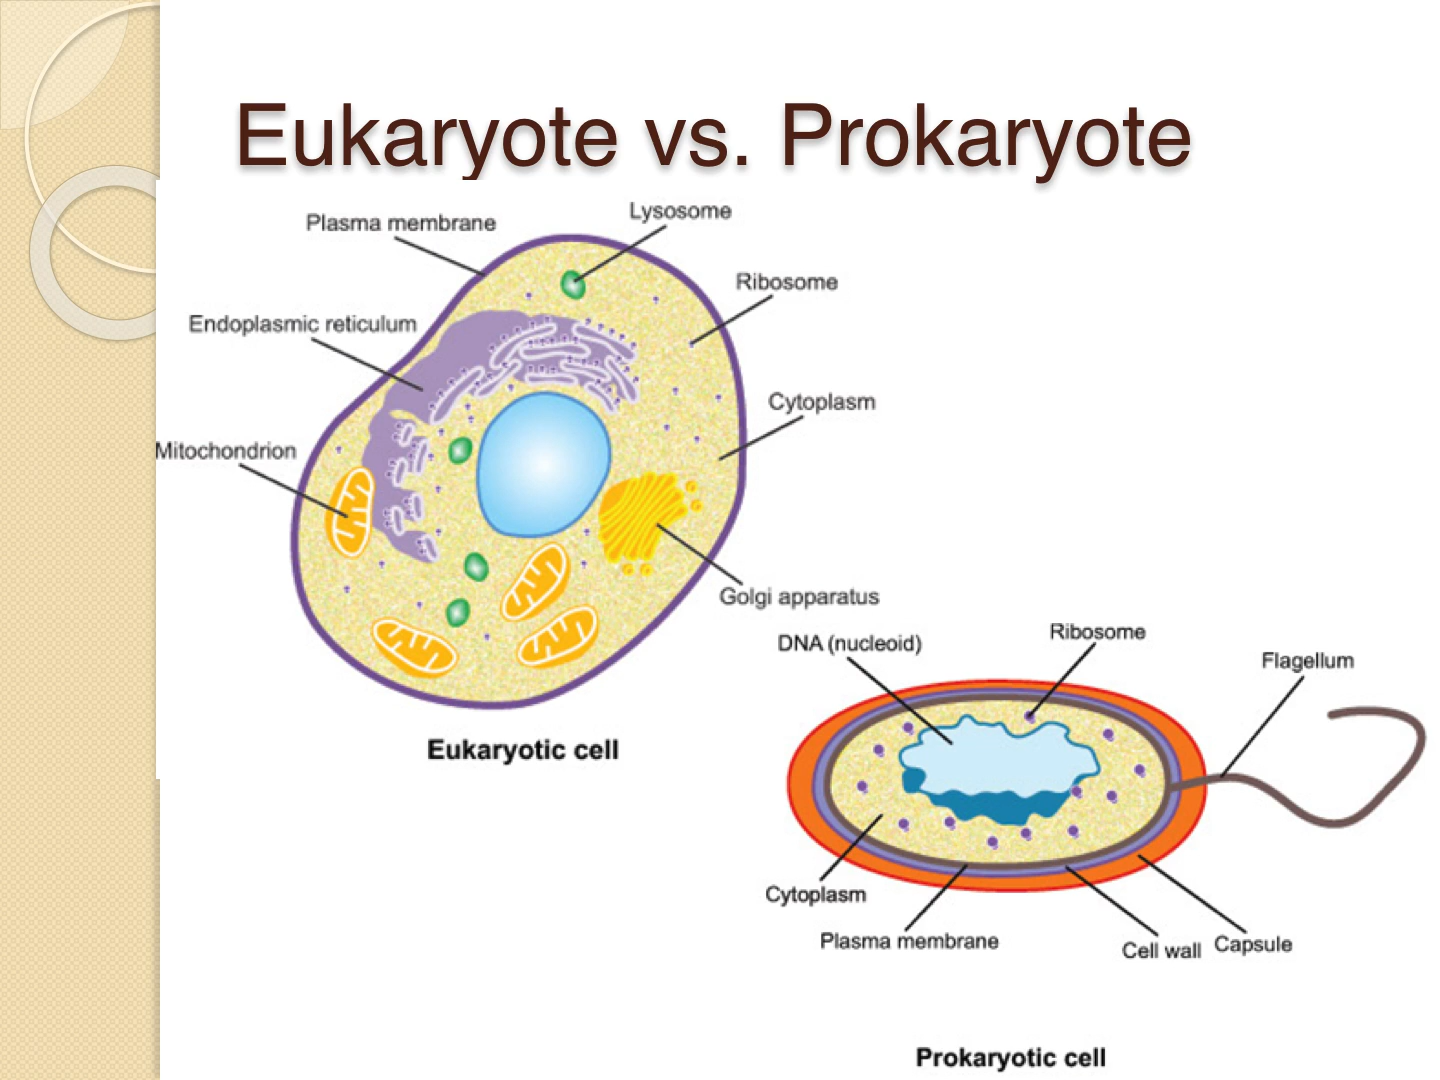 Eukaryote vs. Prokaryote
Lysosome
Plasma membrane
Ribosome
Endoplasmic reticulum
Cytoplasm
Mitochondrion
Golgi apparatus
Eukaryotic cell
DNA (nucleoid)
Ribosome
Flagellum
Cytoplasm
Plasma membrane
Cell wall
Capsule
Prokaryotic cell